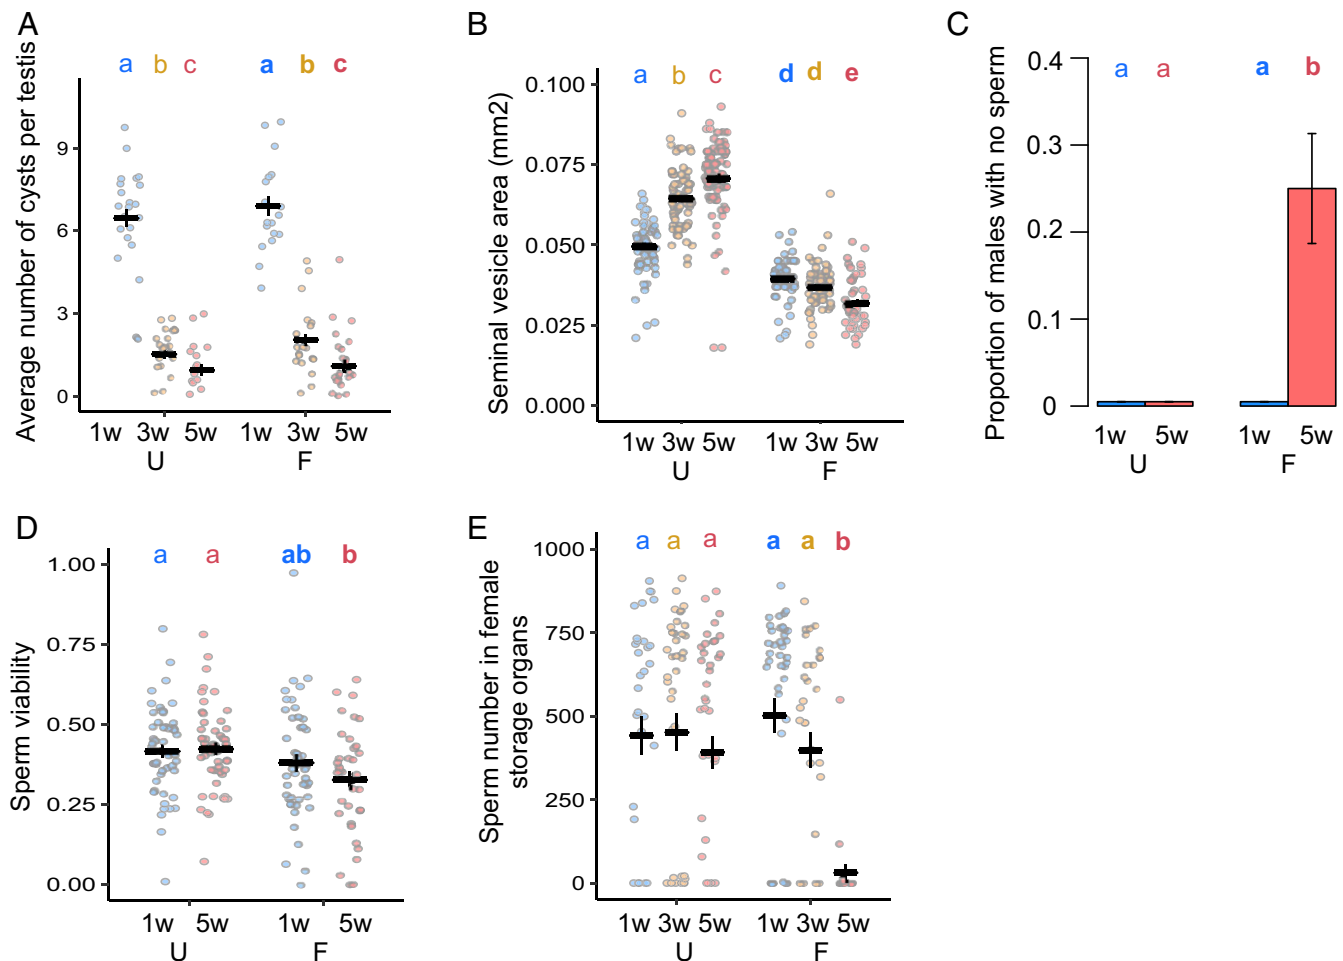 A
a b c a b c
Average number of cysts per testis
9
6
3
0
1w 3w 5w 1w 3w 5w
U F
B
a b c d d e
Seminal vesicle area (mm2)
0.100
0.075
0.050
0.025
0.000
1w 3w 5w 1w 3w 5w
U F
C
a a a b
Proportion of males with no sperm
0.4
0.3
0.2
0.1
0
1w 5w 1w 5w
U F
D
a a ab b
Sperm viability
1.00
0.75
0.50
0.25
0.00
1w 5w 1w 5w
U F
E
a a a a a b
Sperm number in female
storage organs
1000
750
500
250
0
1w 3w 5w 1w 3w 5w
U F